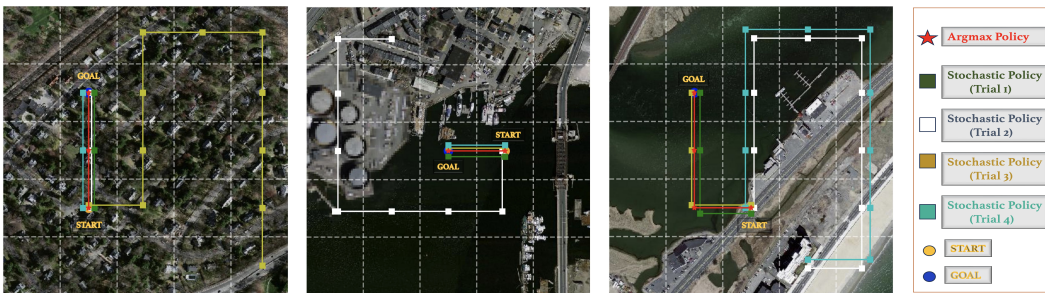 GOAL
START
START
GOAL
GOAL
START
Argmax Policy
Stochastic Policy
(Trial 1)
Stochastic Policy
(Trial 2)
Stochastic Policy
(Trial 3)
Stochastic Policy
(Trial 4)
START
GOAL